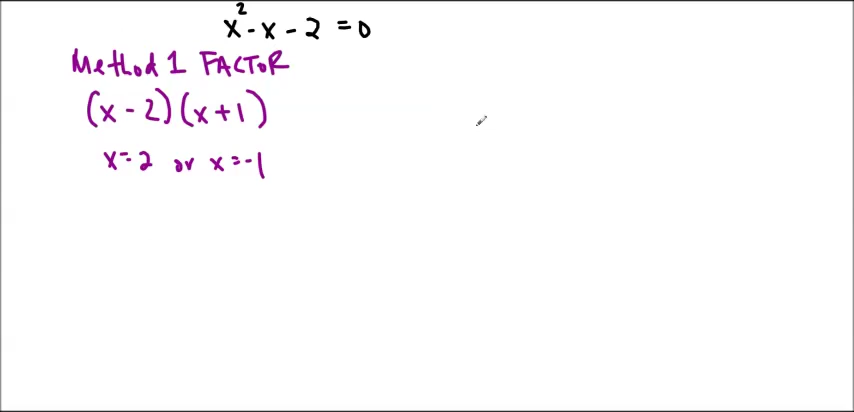 x² - x - 2 = 0
Method 1 FACTOR
(x - 2)(x + 1)
x = 2 or x = -1